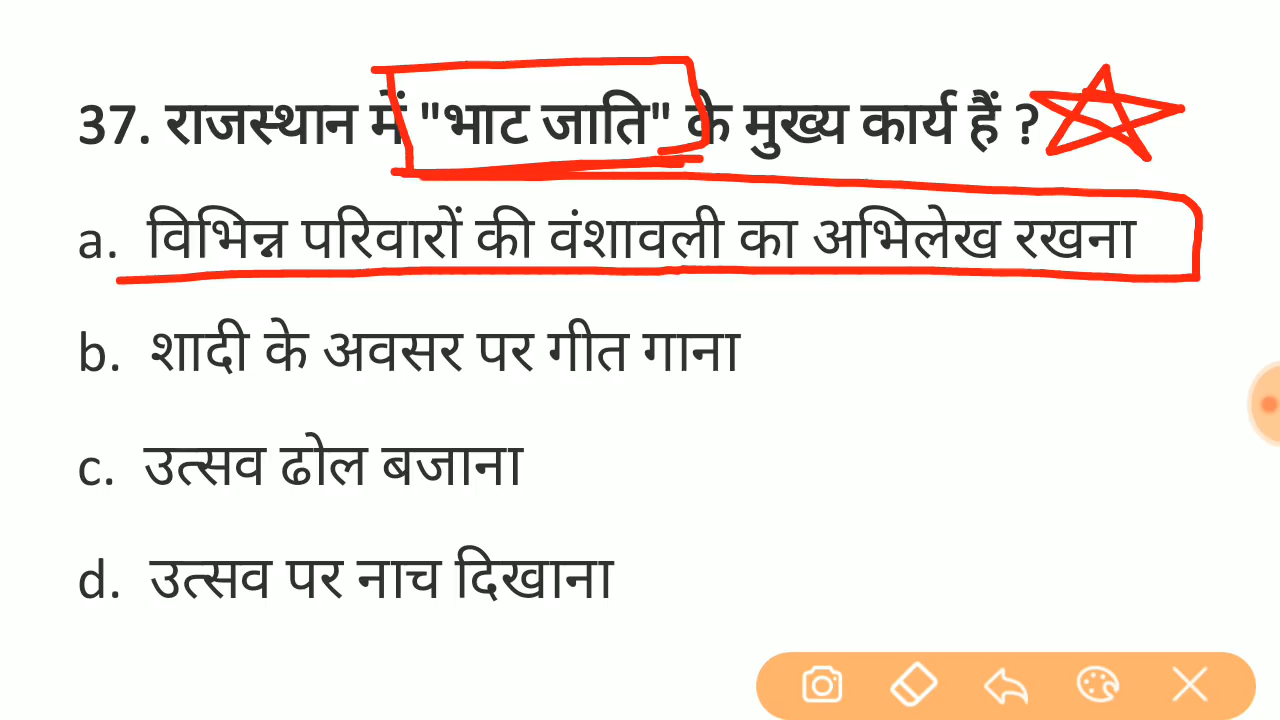 37. राजस्थान में "भाट जाति" के मुख्य कार्य हैं ?
a. विभिन्न परिवारों की वंशावली का अभिलेख रखना
b. शादी के अवसर पर गीत गाना
c. उत्सव ढोल बजाना
d. उत्सव पर नाच दिखाना